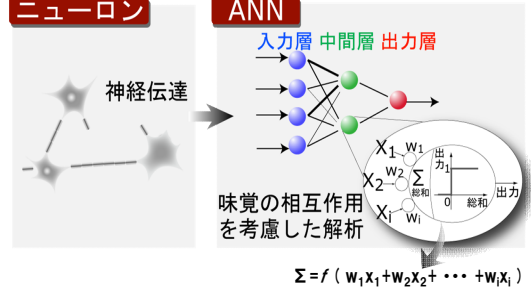 ニューロン
ANN
神経伝達
入力層 中間層 出力層
味覚の相互作用
を考慮した解析
X1 w1
X2 w2
Xi wi
Σ
総和
出力
1
0 総和
出力
Σ=f ( w1x1+w2x2+ ··· +wixi )